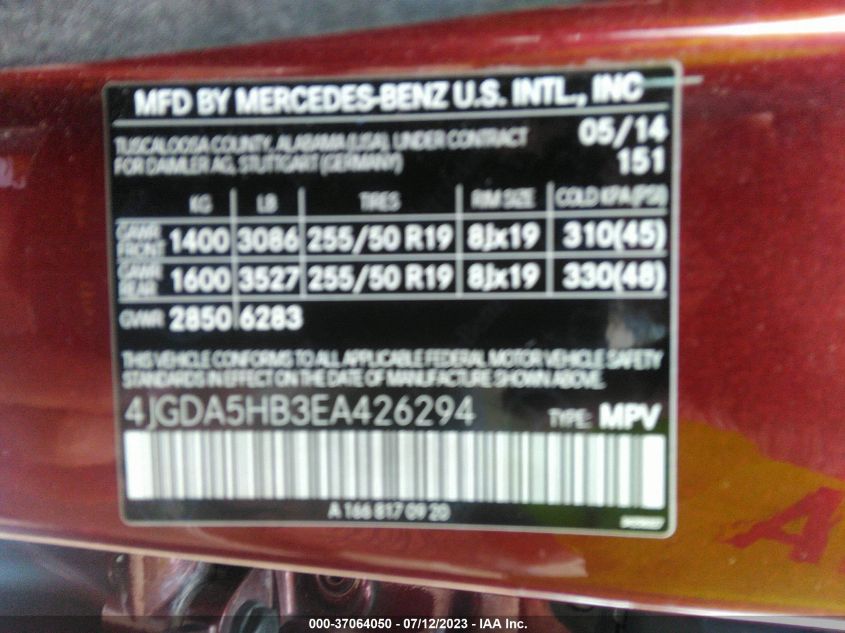 MFD BY MERCEDES-BENZ U.S. INTL., INC
TUSCALOOSA COUNTY, ALABAMA (USA), UNDER CONTRACT 05/14
FOR DAIMLER AG, STUTTGART (GERMANY) 151
KG LB TIRES RIM SIZE COLD KPA(PSI)
GAWR FRONT 1400 3086 255/50 R19 8Jx19 310(45)
GAWR REAR 1600 3527 255/50 R19 8Jx19 330(48)
GVWR 2850 6283
THIS VEHICLE CONFORMS TO ALL APPLICABLE FEDERAL MOTOR VEHICLE SAFETY
STANDARDS IN EFFECT ON THE DATE OF MANUFACTURE SHOWN ABOVE.
4JGDA5HB3EA426294 TYPE: MPV
A 166 817 09 20
A
000-37064050 - 07/12/2023 - IAA Inc.